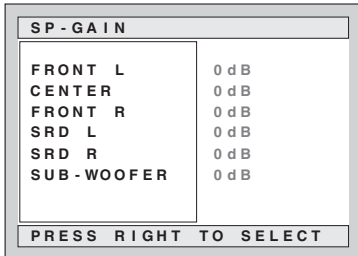 SP-GAIN
FRONT L 0dB
CENTER 0dB
FRONT R 0dB
SRD L 0dB
SRD R 0dB
SUB-WOOFER 0dB
PRESS RIGHT TO SELECT